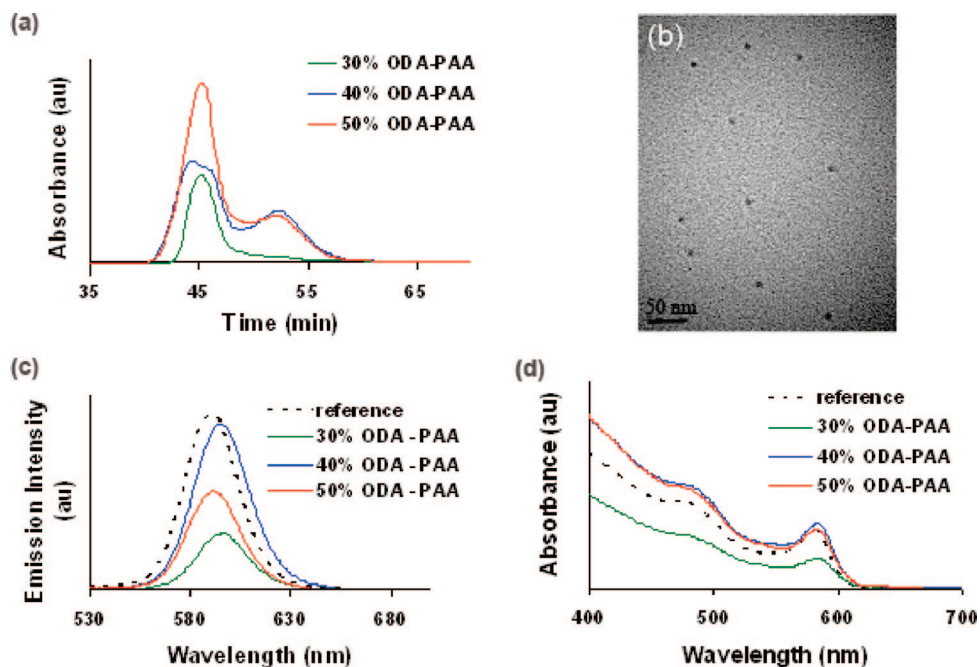 (a)
Absorbance (au)
30% ODA-PAA
40% ODA-PAA
50% ODA-PAA
35 45 55 65
Time (min)
(b)
50 nm
(c)
Emission Intensity
(au)
reference
30% ODA - PAA
40% ODA - PAA
50% ODA - PAA
530 580 630 680
Wavelength (nm)
(d)
Absorbance (au)
reference
30% ODA-PAA
40% ODA-PAA
50% ODA-PAA
400 500 600 700
Wavelength (nm)